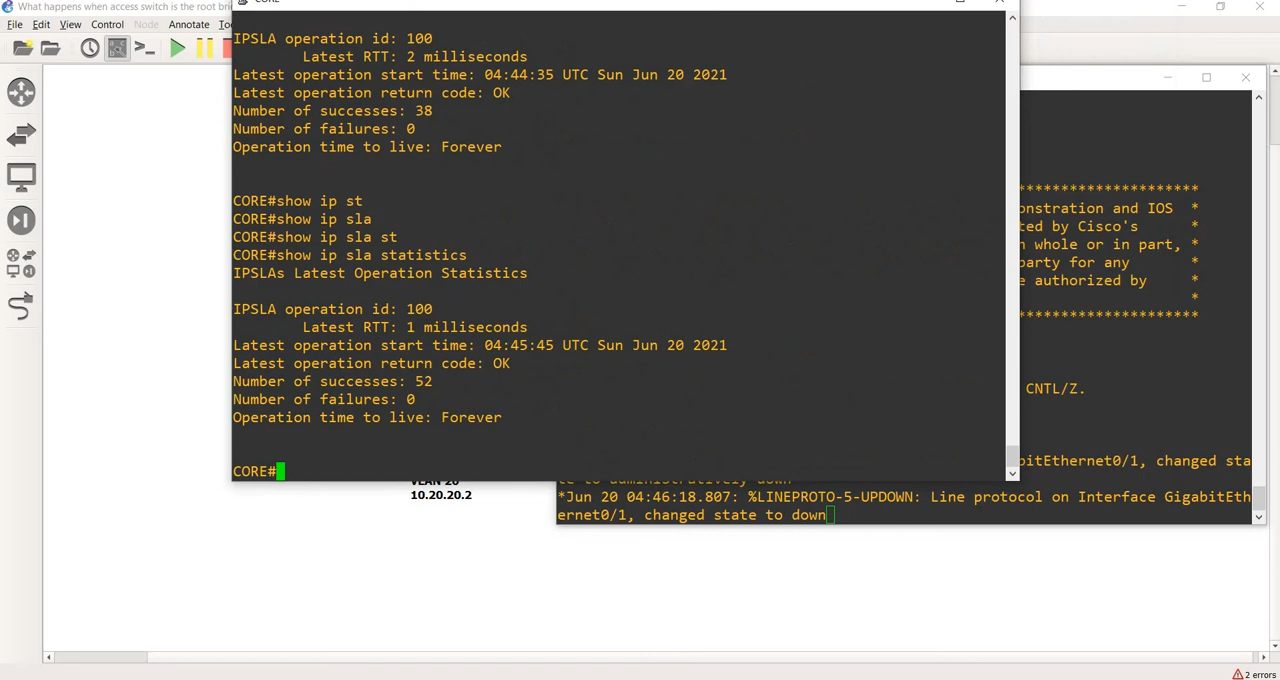 What happens when access switch is the root bri
CORE
File Edit View Control Node Annotate
IPSLA operation id: 100
Latest RTT: 2 milliseconds
Latest operation start time: 04:44:35 UTC Sun Jun 20 2021
Latest operation return code: OK
Number of successes: 38
Number of failures: 0
Operation time to live: Forever
CORE#show ip st
CORE#show ip sla
CORE#show ip sla st
CORE#show ip sla statistics
IPSLAs Latest Operation Statistics
IPSLA operation id: 100
Latest RTT: 1 milliseconds
Latest operation start time: 04:45:45 UTC Sun Jun 20 2021
Latest operation return code: OK
Number of successes: 52
Number of failures: 0
Operation time to live: Forever
CORE#
*********************
onstration and IOS *
ted by Cisco's *
n whole or in part, *
party for any *
e authorized by *
*
*********************
CNTL/Z.
bitEthernet0/1, changed sta
te to administratively down
*Jun 20 04:46:18.807: %LINEPROTO-5-UPDOWN: Line protocol on Interface GigabitEth
ernet0/1, changed state to down
VLAN 20
10.20.20.2
2 errors